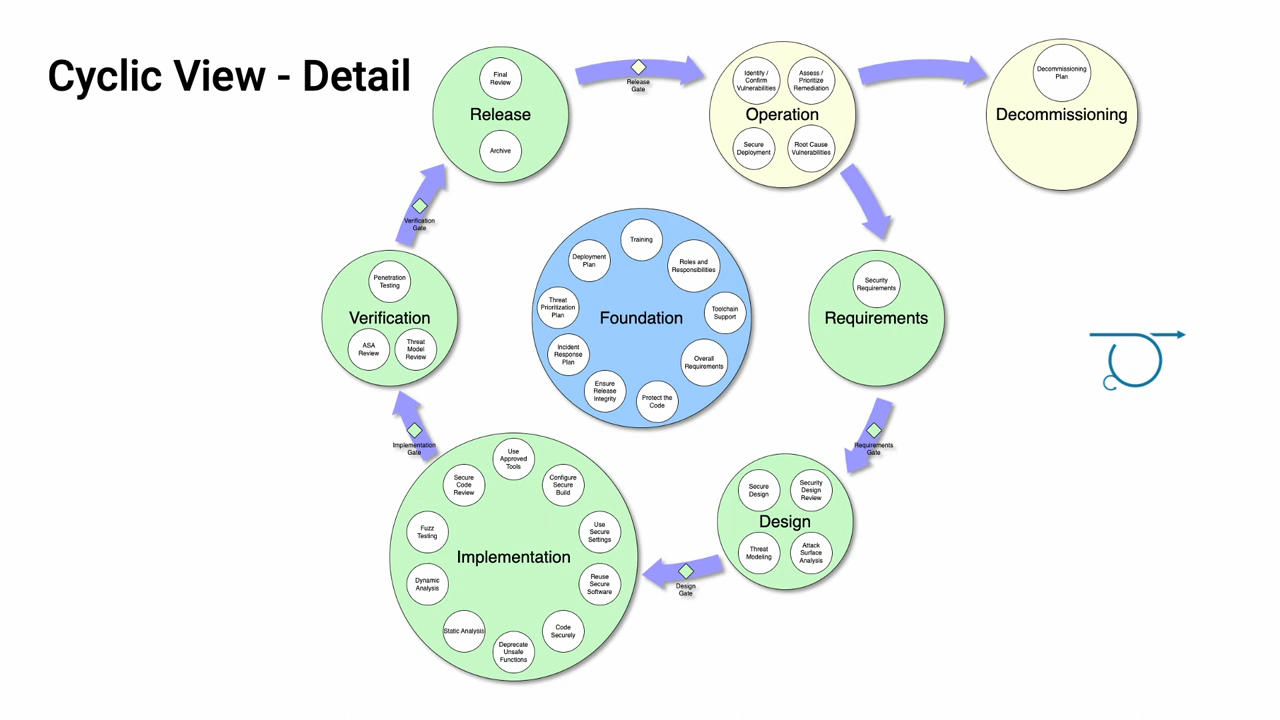 Cyclic View - Detail
Final
Review
Release
Archive
Release
Gate
Identify /
Confirm
Vulnerabilities
Assess /
Prioritize
Remediation
Operation
Secure
Deployment
Root Cause
Vulnerabilities
Decommissioning
Plan
Decommissioning
Verification
Gate
Penetration
Testing
Verification
ASA
Review
Threat
Model
Review
Training
Deployment
Plan
Roles and
Responsibilities
Threat
Prioritization
Plan
Foundation
Toolchain
Support
Incident
Response
Plan
Overall
Requirements
Ensure
Release
Integrity
Protect the
Code
Security
Requirements
Requirements
Requirements
Gate
Implementation
Gate
Use
Approved
Tools
Secure
Code
Review
Configure
Secure
Build
Fuzz
Testing
Use
Secure
Settings
Implementation
Dynamic
Analysis
Reuse
Secure
Software
Static Analysis
Code
Securely
Deprecate
Unsafe
Functions
Design
Gate
Secure
Design
Security
Design
Review
Design
Threat
Modeling
Attack
Surface
Analysis